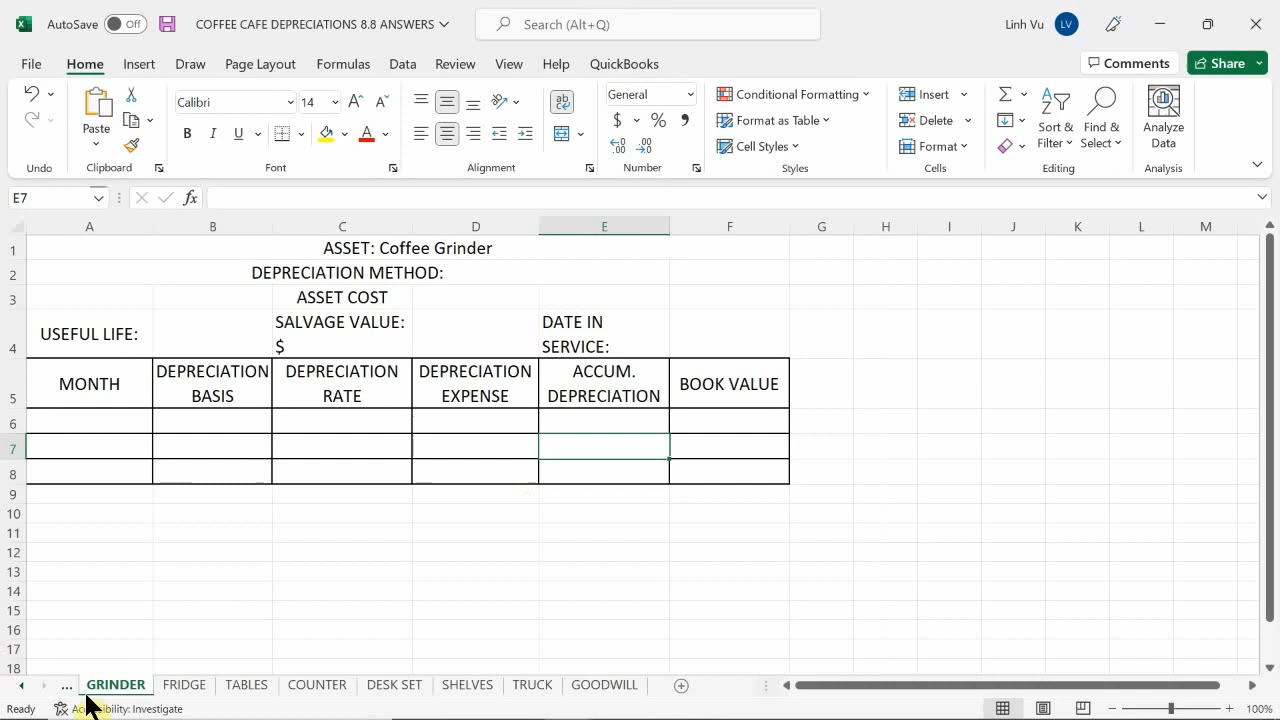 AutoSave Off COFFEE CAFE DEPRECIATIONS 8.8 ANSWERS Search (Alt+Q) Linh Vu LV
File Home Insert Draw Page Layout Formulas Data Review View Help QuickBooks Comments Share
Calibri 14 General Conditional Formatting Insert
Paste B I U A $ % , Format as Table Delete Sort & Filter Find & Select Analyze Data
Cell Styles Format
Undo Clipboard Font Alignment Number Styles Cells Editing Analysis
E7 fx
A B C D E F G H I J K L M
1 ASSET: Coffee Grinder
2 DEPRECIATION METHOD:
3 ASSET COST
4 USEFUL LIFE: SALVAGE VALUE: $ DATE IN SERVICE:
5 MONTH DEPRECIATION BASIS DEPRECIATION RATE DEPRECIATION EXPENSE ACCUM. DEPRECIATION BOOK VALUE
6
7
8
9
10
11
12
13
14
15
16
17
18
... GRINDER FRIDGE TABLES COUNTER DESK SET SHELVES TRUCK GOODWILL
Ready Accessibility: Investigate 100%